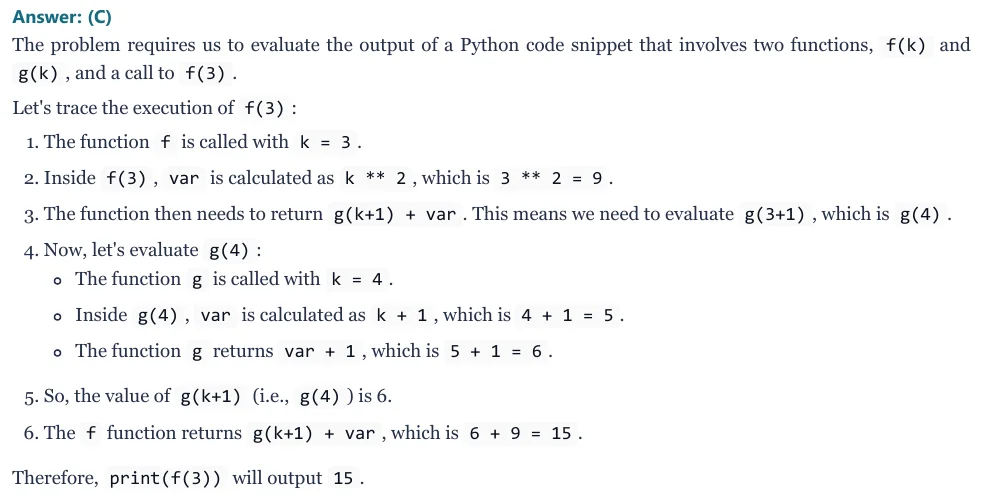 Answer: (C)
The problem requires us to evaluate the output of a Python code snippet that involves two functions, f(k) and
g(k) , and a call to f(3) .
Let's trace the execution of f(3) :
1. The function f is called with k = 3 .
2. Inside f(3) , var is calculated as k ** 2 , which is 3 ** 2 = 9 .
3. The function then needs to return g(k+1) + var . This means we need to evaluate g(3+1) , which is g(4) .
4. Now, let's evaluate g(4) :
o The function g is called with k = 4 .
o Inside g(4) , var is calculated as k + 1 , which is 4 + 1 = 5 .
o The function g returns var + 1 , which is 5 + 1 = 6 .
5. So, the value of g(k+1) (i.e., g(4) ) is 6.
6. The f function returns g(k+1) + var , which is 6 + 9 = 15 .
Therefore, print(f(3)) will output 15 .